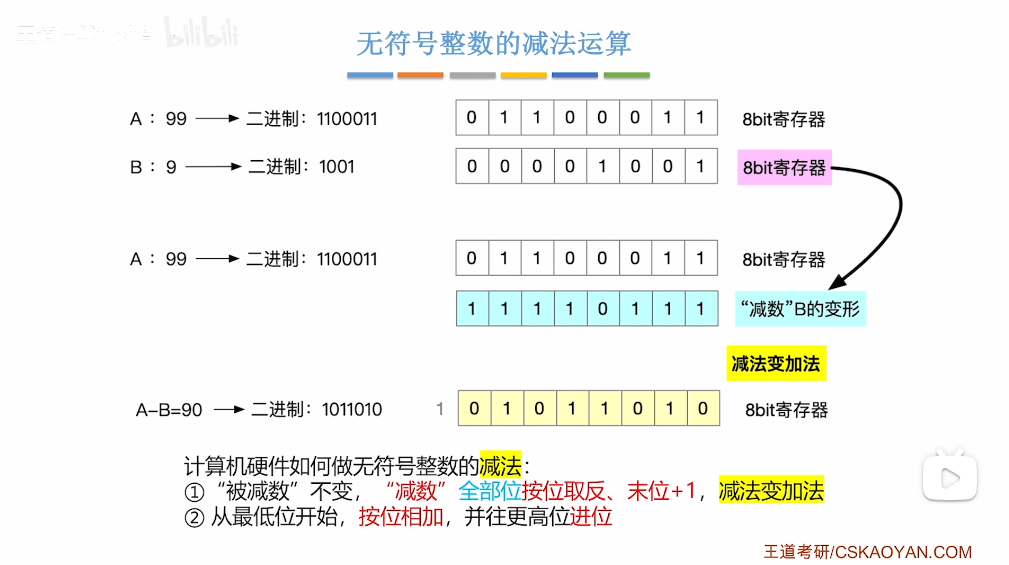 bilibili
无符号整数的减法运算
A : 99 → 二进制：1100011 0 1 1 0 0 0 1 1 8bit寄存器
B : 9 → 二进制：1001 0 0 0 0 1 0 0 1 8bit寄存器
A : 99 → 二进制：1100011 0 1 1 0 0 0 1 1 8bit寄存器
1 1 1 1 0 1 1 1 “减数”B的变形
减法变加法
A-B=90 → 二进制：1011010 1 0 1 0 1 1 0 1 0 8bit寄存器
计算机硬件如何做无符号整数的减法：
①“被减数”不变，“减数”全部位按位取反、末位+1，减法变加法
② 从最低位开始，按位相加，并往更高位进位
王道考研/CSKAOYAN.COM